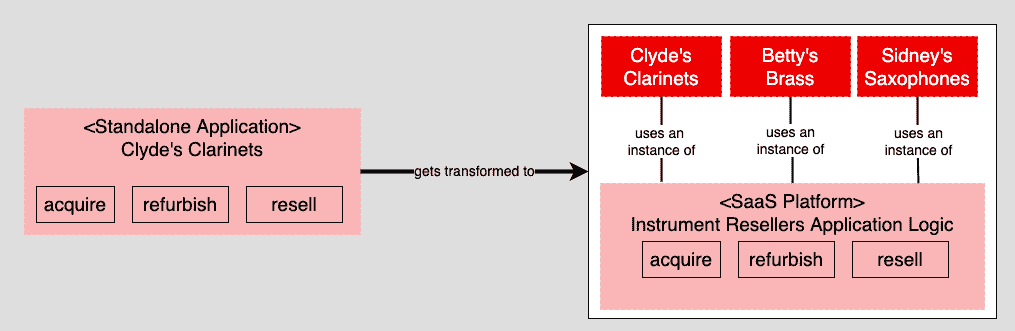 <Standalone Application>
Clyde's Clarinets
acquire
refurbish
resell
gets transformed to
Clyde's
Clarinets
Betty's
Brass
Sidney's
Saxophones
uses an
instance of
uses an
instance of
uses an
instance of
<SaaS Platform>
Instrument Resellers Application Logic
acquire
refurbish
resell